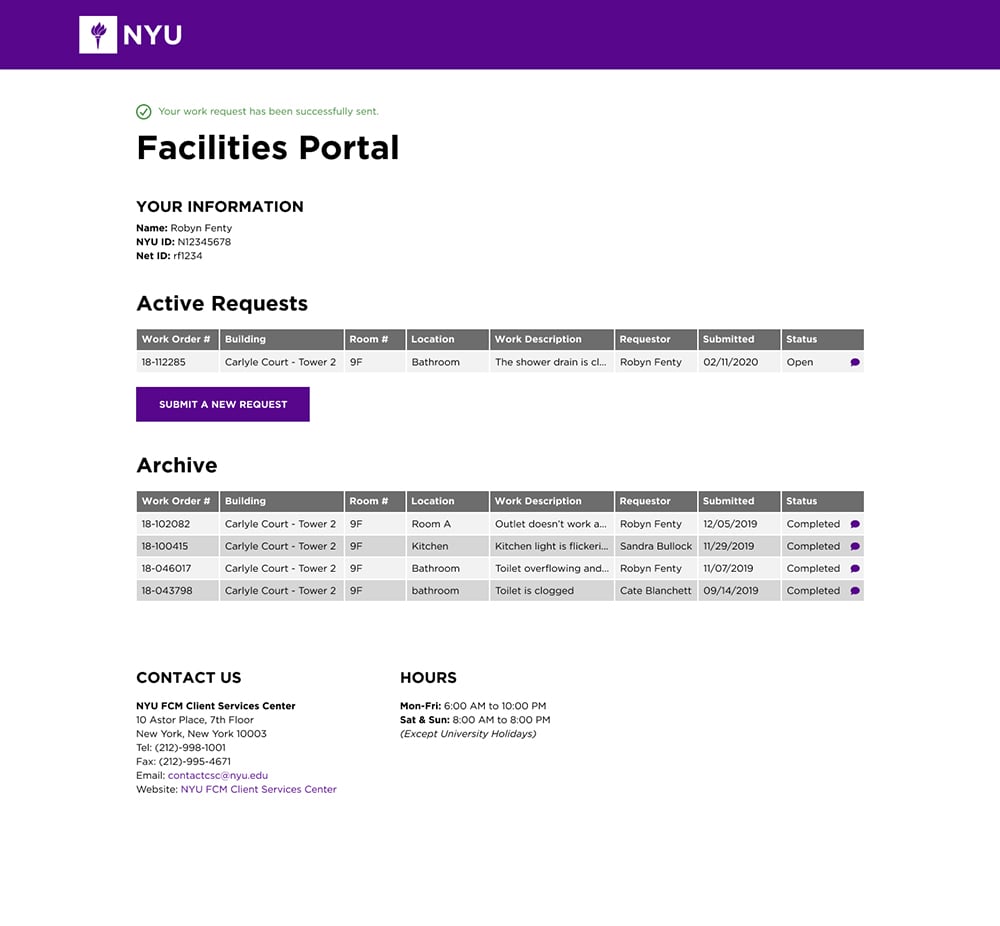 NYU
Your work request has been successfully sent.
Facilities Portal
YOUR INFORMATION
Name: Robyn Fenty
NYU ID: N12345678
Net ID: rf1234
Active Requests
Work Order # Building Room # Location Work Description Requestor Submitted Status
18-112285 Carlyle Court - Tower 2 9F Bathroom The shower drain is cl... Robyn Fenty 02/11/2020 Open
SUBMIT A NEW REQUEST
Archive
Work Order # Building Room # Location Work Description Requestor Submitted Status
18-102082 Carlyle Court - Tower 2 9F Room A Outlet doesn't work a... Robyn Fenty 12/05/2019 Completed
18-100415 Carlyle Court - Tower 2 9F Kitchen Kitchen light is flickeri... Sandra Bullock 11/29/2019 Completed
18-046017 Carlyle Court - Tower 2 9F Bathroom Toilet overflowing and... Robyn Fenty 11/07/2019 Completed
18-043798 Carlyle Court - Tower 2 9F bathroom Toilet is clogged Cate Blanchett 09/14/2019 Completed
CONTACT US
NYU FCM Client Services Center
10 Astor Place, 7th Floor
New York, New York 10003
Tel: (212)-998-1001
Fax: (212)-995-4671
Email: contactcsc@nyu.edu
Website: NYU FCM Client Services Center
HOURS
Mon-Fri: 6:00 AM to 10:00 PM
Sat & Sun: 8:00 AM to 8:00 PM
(Except University Holidays)